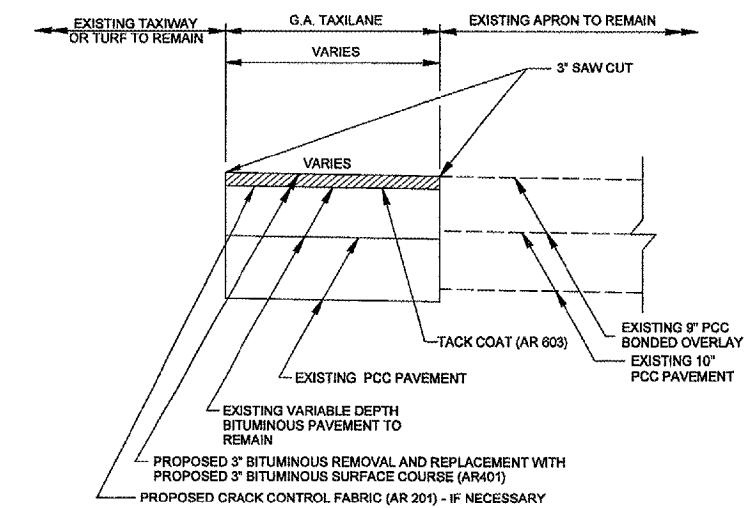 EXISTING TAXIWAY
OR TURF TO REMAIN
G.A. TAXILANE
EXISTING APRON TO REMAIN
VARIES
3" SAW CUT
VARIES
EXISTING 9" PCC
BONDED OVERLAY
TACK COAT (AR 603)
EXISTING 10"
PCC PAVEMENT
EXISTING PCC PAVEMENT
EXISTING VARIABLE DEPTH
BITUMINOUS PAVEMENT TO
REMAIN
PROPOSED 3" BITUMINOUS REMOVAL AND REPLACEMENT WITH
PROPOSED 3" BITUMINOUS SURFACE COURSE (AR401)
PROPOSED CRACK CONTROL FABRIC (AR 201) - IF NECESSARY